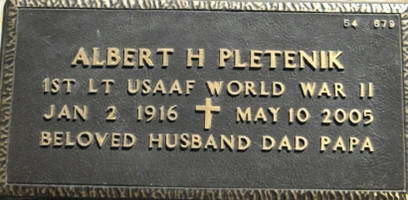 54 679
ALBERT H PLETENIK
1ST LT USAAF WORLD WAR II
JAN 2 1916 ✝ MAY 10 2005
BELOVED HUSBAND DAD PAPA